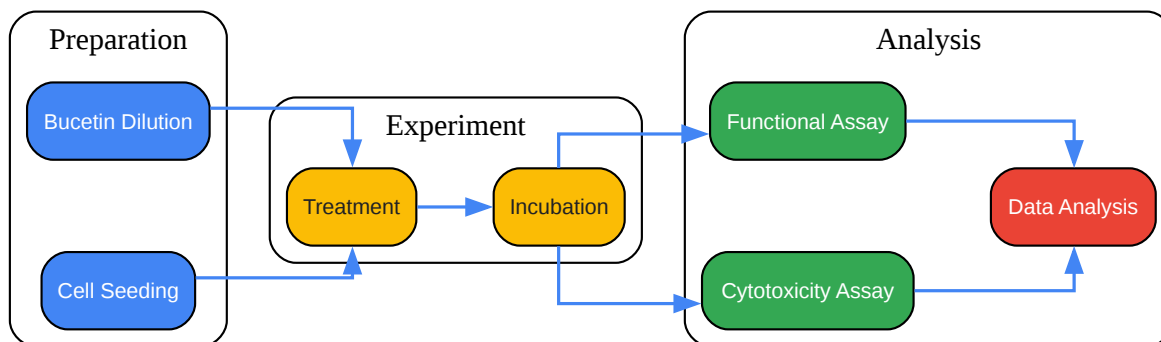 Preparation
Bucetin Dilution
Cell Seeding
Experiment
Treatment
Incubation
Analysis
Functional Assay
Cytotoxicity Assay
Data Analysis